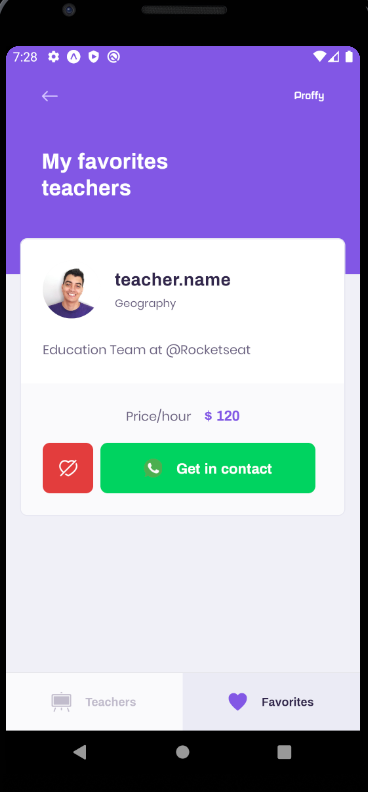 7:28
Proffy
My favorites
teachers
teacher.name
Geography
Education Team at @Rocketseat
Price/hour $ 120
Get in contact
Teachers
Favorites